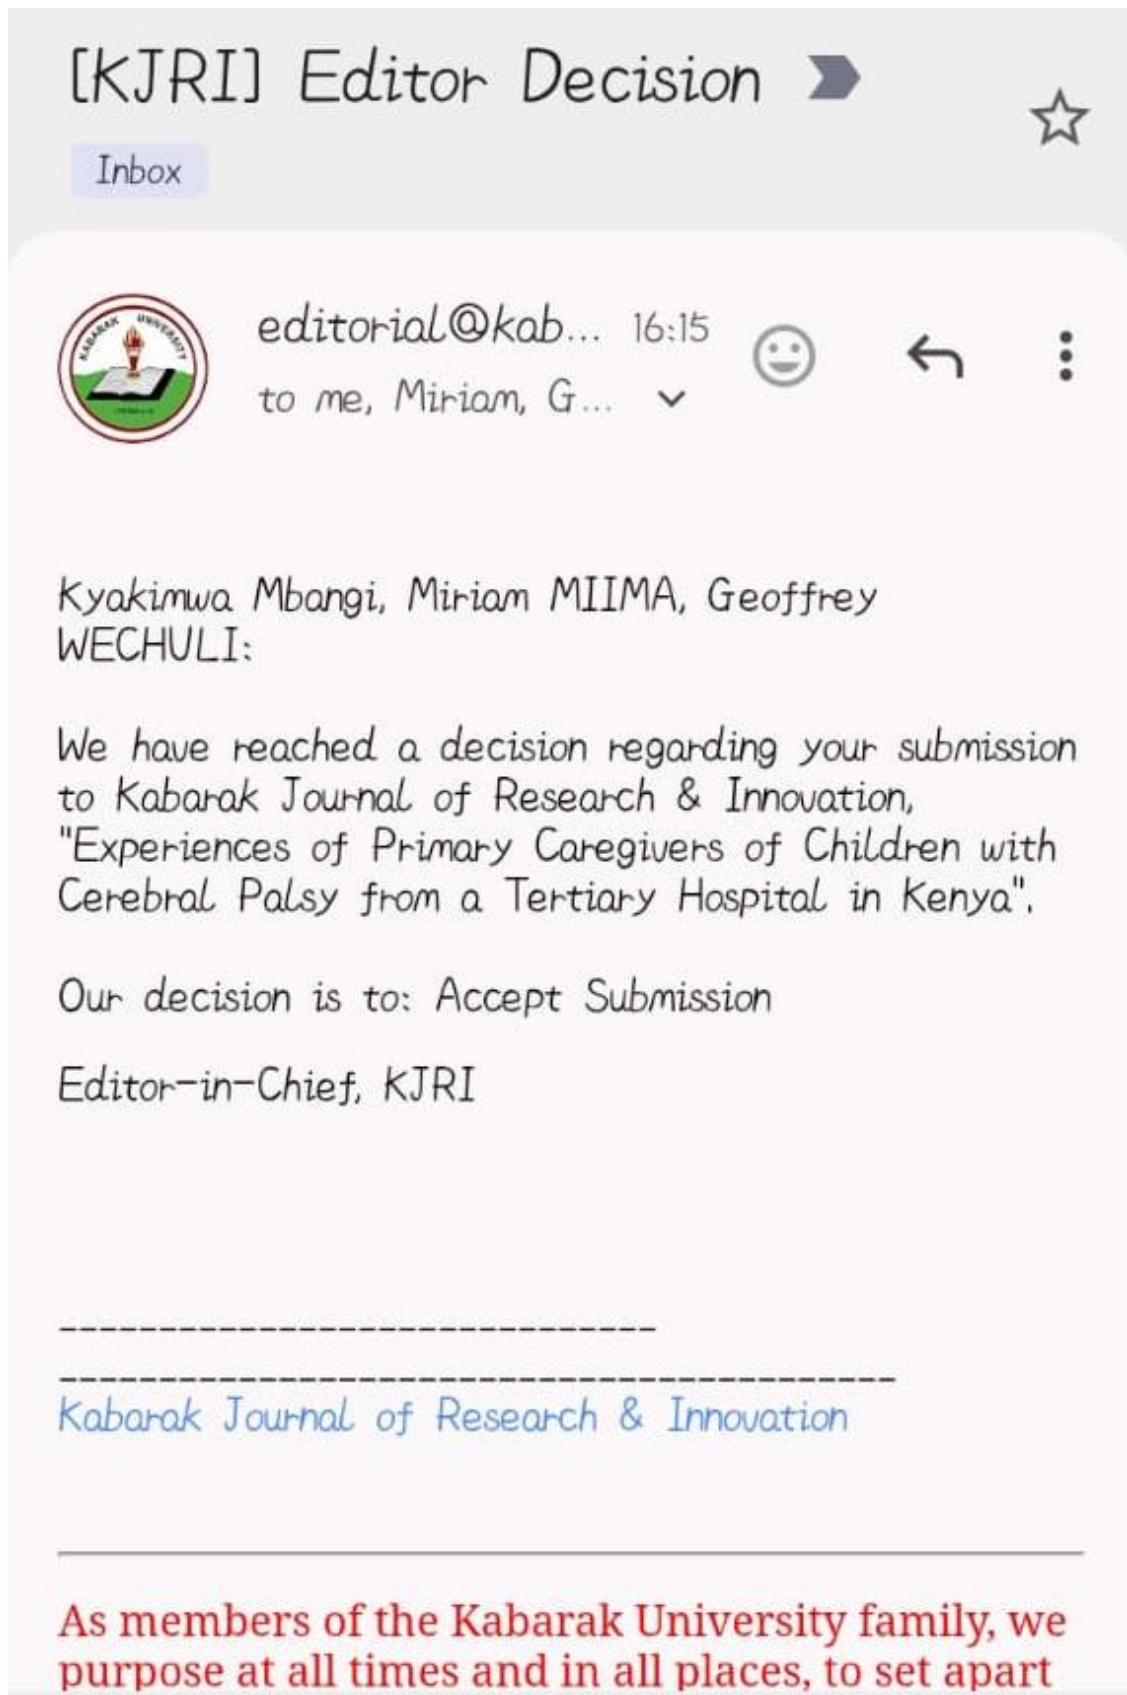 [KJRI] Editor Decision
Inbox
KABARAK UNIVERSITY
editorial@kab... 16:15
to me, Miriam, G...
Kyakimwa Mbangi, Miriam MIIMA, Geoffrey
WECHULI:
We have reached a decision regarding your submission
to Kabarak Journal of Research & Innovation,
"Experiences of Primary Caregivers of Children with
Cerebral Palsy from a Tertiary Hospital in Kenya".
Our decision is to: Accept Submission
Editor-in-Chief, KJRI
______________________________
__________________________________________
Kabarak Journal of Research & Innovation
As members of the Kabarak University family, we
purpose at all times and in all places, to set apart